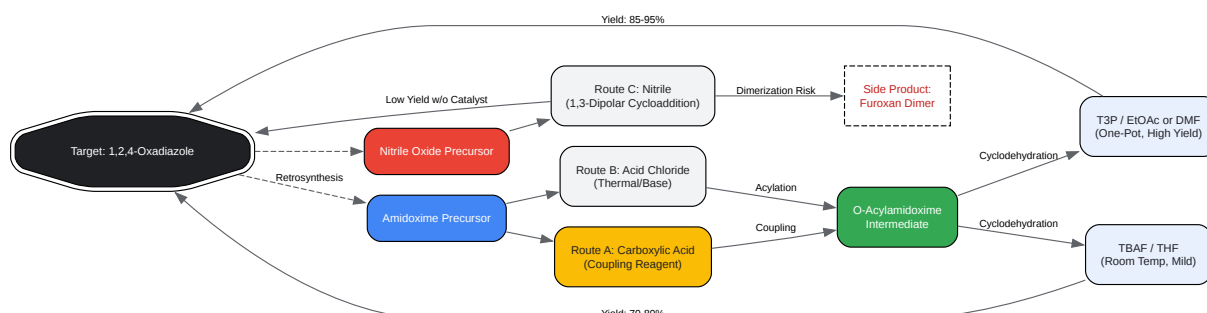 Yield: 85-95%
Route C: Nitrile
(1,3-Dipolar Cycloaddition)
Dimerization Risk
Side Product:
Furoxan Dimer
Low Yield w/o Catalyst
T3P / EtOAc or DMF
(One-Pot, High Yield)
Target: 1,2,4-Oxadiazole
Nitrile Oxide Precursor
Cyclodehydration
Retrosynthesis
Route B: Acid Chloride
(Thermal/Base)
Acylation
Amidoxime Precursor
O-Acylamidoxime
Intermediate
Cyclodehydration
Coupling
Route A: Carboxylic Acid
(Coupling Reagent)
TBAF / THF
(Room Temp, Mild)
Yield: